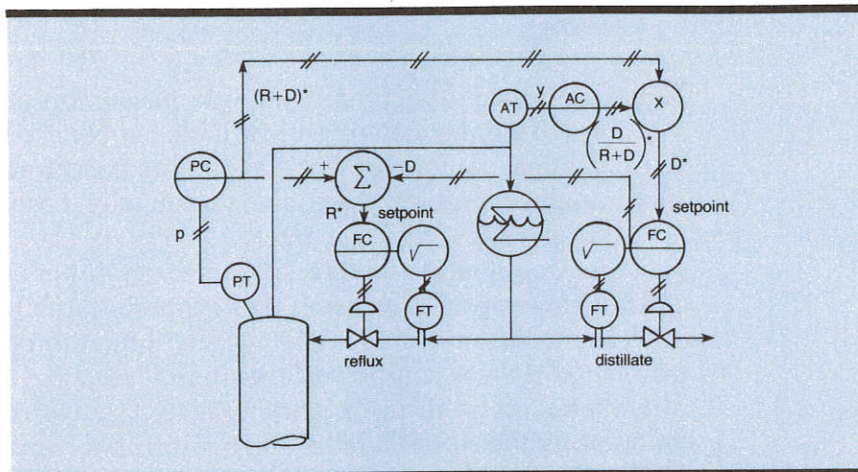 (R+D)*
y
AT
AC
X
(D/R+D)*
D*
PC
+
Σ
-D
R*
setpoint
setpoint
p
FC
√
√
FC
PT
FT
FT
reflux
distillate